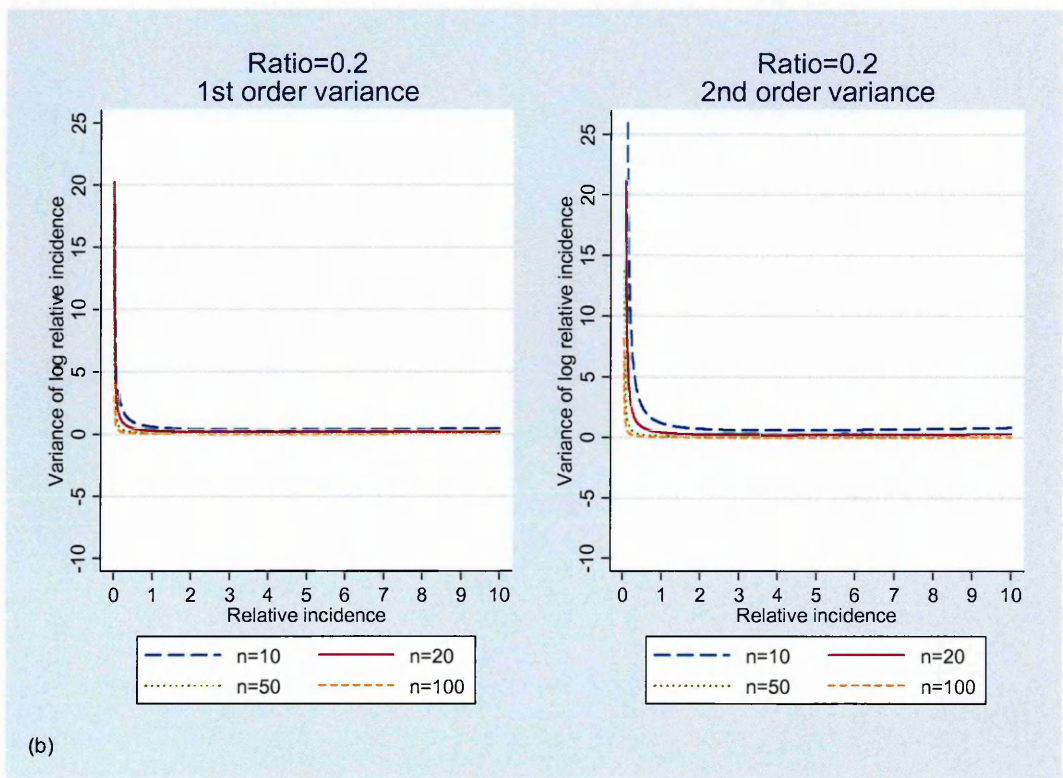 Ratio=0.2
1st order variance
Variance of log relative incidence
25
20
15
10
5
0
-5
-10
0 1 2 3 4 5 6 7 8 9 10
Relative incidence
n=10 n=20
n=50 n=100
Ratio=0.2
2nd order variance
Variance of log relative incidence
25
20
15
10
5
0
-5
-10
0 1 2 3 4 5 6 7 8 9 10
Relative incidence
n=10 n=20
n=50 n=100
(b)